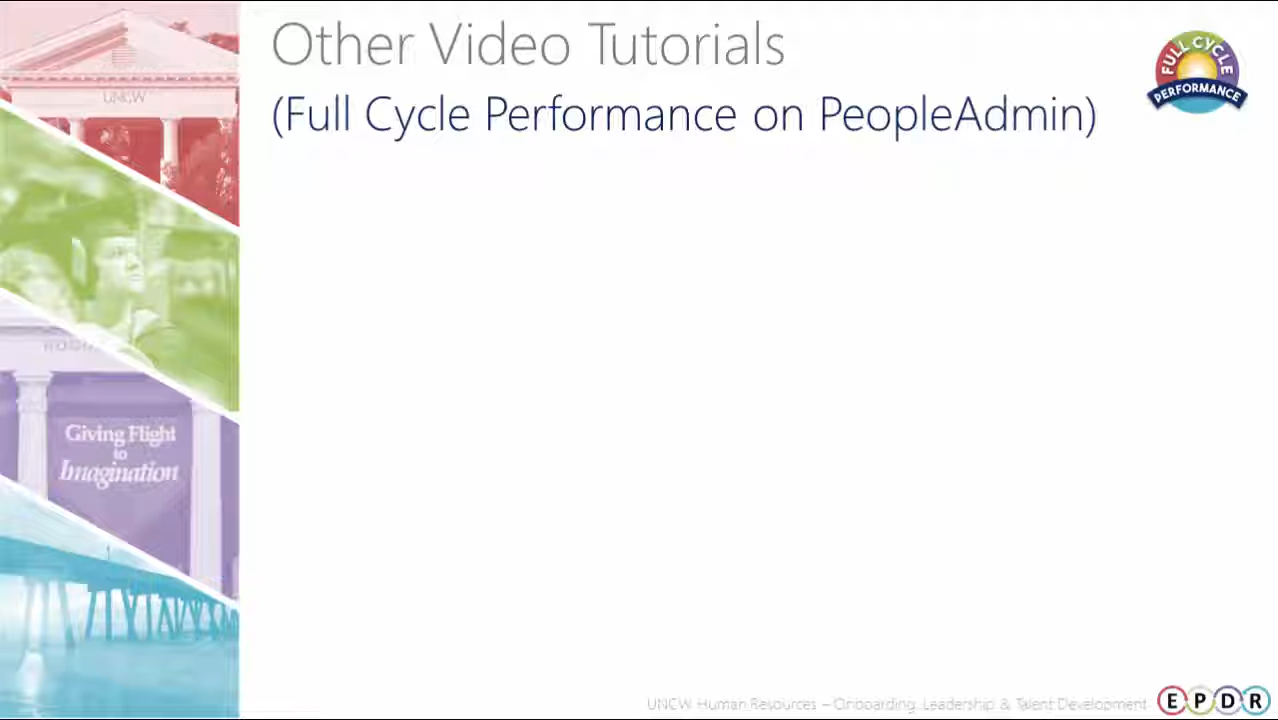 Other Video Tutorials
(Full Cycle Performance on PeopleAdmin)
FULL CYCLE
PERFORMANCE
UNCW
Giving Flight
to
Imagination
UNCW Human Resources – Onboarding, Leadership & Talent Development
E P D R